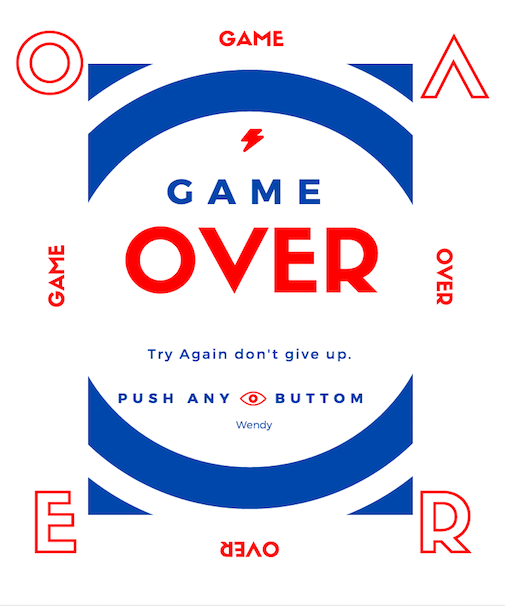 GAME
O
Λ
GAME
OVER
GAME
OVER
Try Again don't give up.
PUSH ANY BUTTOM
Wendy
E
R
OVER